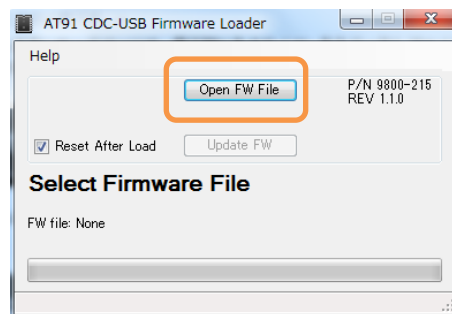 AT91 CDC-USB Firmware Loader
Help
Open FW File
P/N 9800-215
REV 1.1.0
Reset After Load
Update FW
Select Firmware File
FW file: None